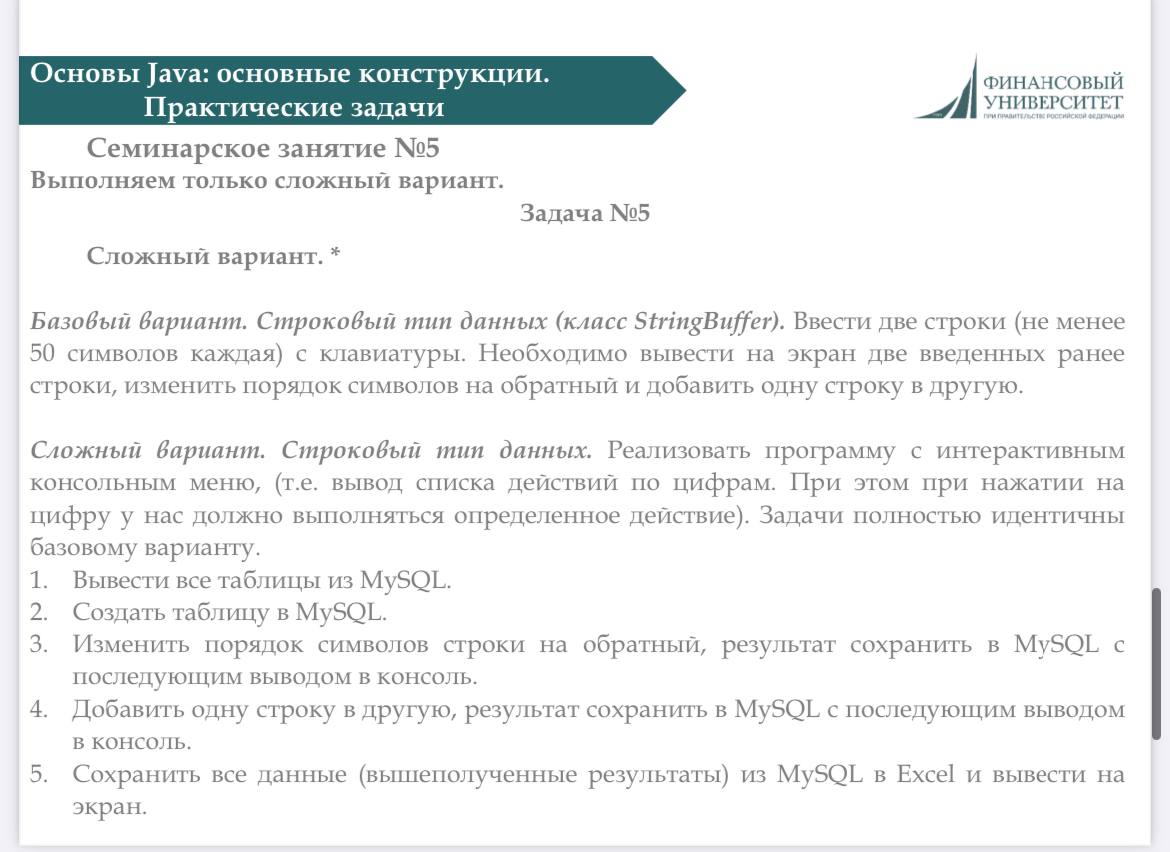 Основы Java: основные конструкции.
Практические задачи
ФИНАНСОВЫЙ
УНИВЕРСИТЕТ
ПРИ ПРАВИТЕЛЬСТВЕ РОССИЙСКОЙ ФЕДЕРАЦИИ
Семинарское занятие №5
Выполняем только сложный вариант.
Задача №5
Сложный вариант. *
Базовый вариант. Строковый тип данных (класс StringBuffer). Ввести две строки (не менее
50 символов каждая) с клавиатуры. Необходимо вывести на экран две введенных ранее
строки, изменить порядок символов на обратный и добавить одну строку в другую.
Сложный вариант. Строковый тип данных. Реализовать программу с интерактивным
консольным меню, (т.е. вывод списка действий по цифрам. При этом при нажатии на
цифру у нас должно выполняться определенное действие). Задачи полностью идентичны
базовому варианту.
1. Вывести все таблицы из MySQL.
2. Создать таблицу в MySQL.
3. Изменить порядок символов строки на обратный, результат сохранить в MySQL с
последующим выводом в консоль.
4. Добавить одну строку в другую, результат сохранить в MySQL с последующим выводом
в консоль.
5. Сохранить все данные (вышеполученные результаты) из MySQL в Excel и вывести на
экран.